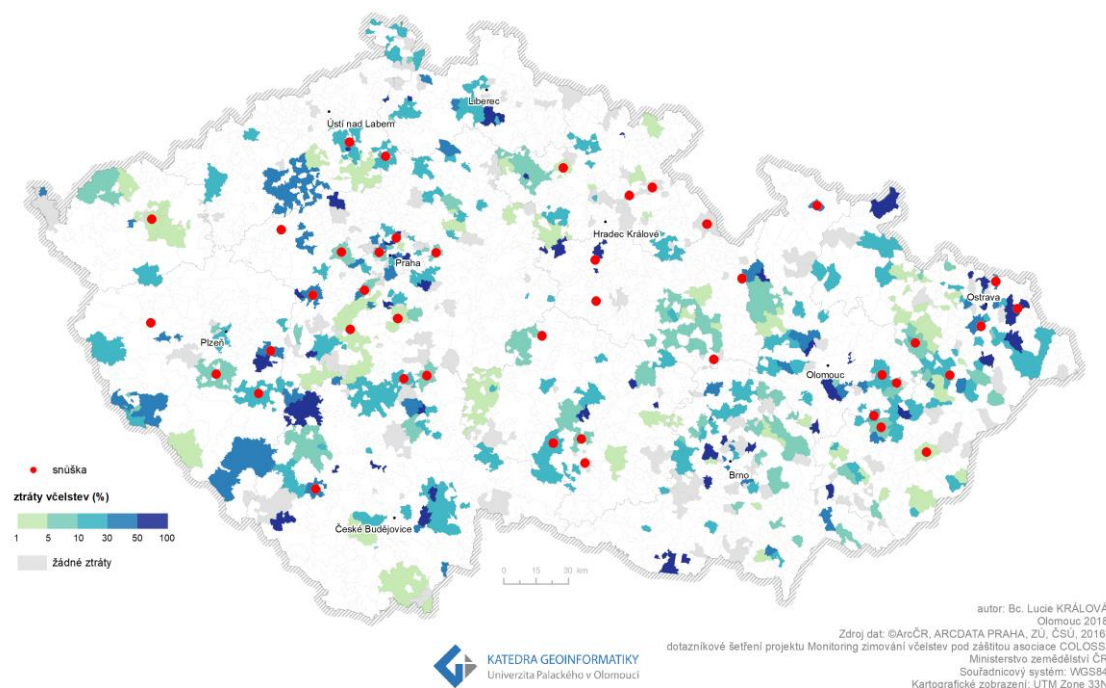 Liberec
Ústí nad Labem
Hradec Králové
Praha
Ostrava
Plzeň
Olomouc
Brno
České Budějovice
snůška
ztráty včelstev (%)
1 5 10 30 50 100
žádné ztráty
0 15 30 km
KATEDRA GEOINFORMATIKY
Univerzita Palackého v Olomouci
autor: Bc. Lucie KRÁLOVÁ
Olomouc 2018
Zdroj dat: ©ArcČR, ARCDATA PRAHA, ZÚ, ČSÚ, 2016
dotazníkové šetření projektu Monitoring zimování včelstev pod záštitou asociace COLOSS
Ministerstvo zemědělství ČR
Souřadnicový systém: WGS84
Kartografické zobrazení: UTM Zone 33N